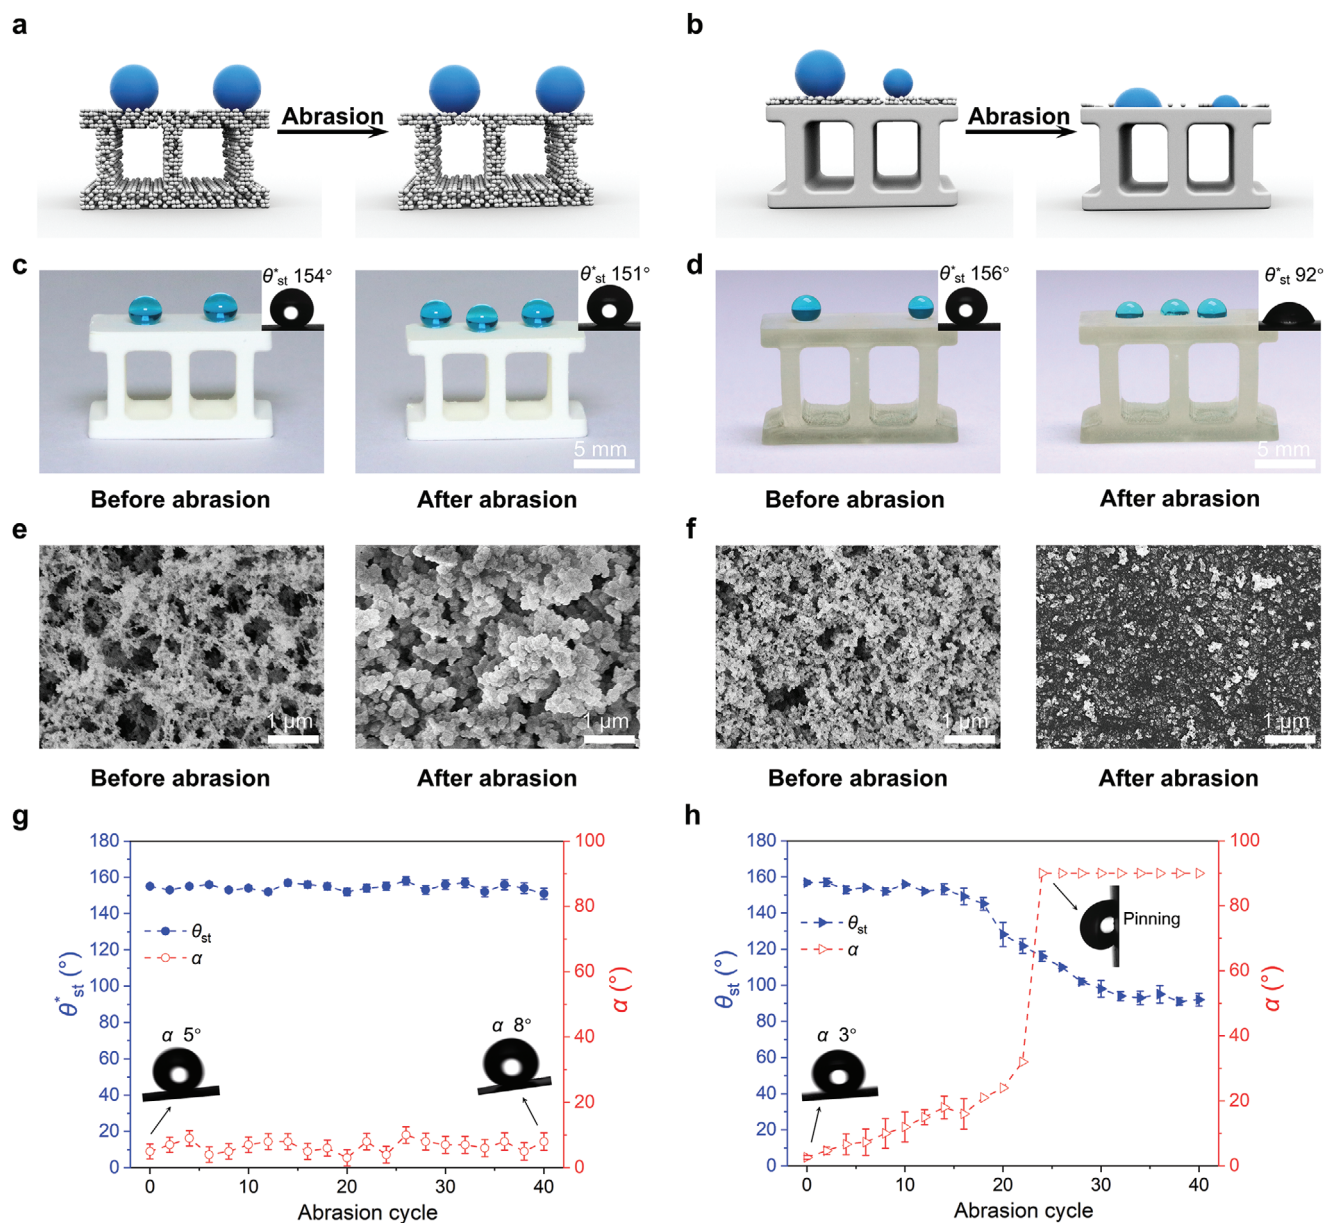 a
b
Abrasion
Abrasion
c
θ*st 154°
θ*st 151°
d
θ*st 156°
θ*st 92°
5 mm
5 mm
Before abrasion
After abrasion
Before abrasion
After abrasion
e
f
1 µm
1 µm
1 µm
1 µm
Before abrasion
After abrasion
Before abrasion
After abrasion
g
h
180
160
140
120
100
80
60
40
20
0
θ*st (°)
100
80
60
40
20
0
α (°)
θst
α
α 5°
α 8°
0
10
20
30
40
Abrasion cycle
180
160
140
120
100
80
60
40
20
0
θst (°)
100
80
60
40
20
0
α (°)
θst
α
Pinning
α 3°
0
10
20
30
40
Abrasion cycle